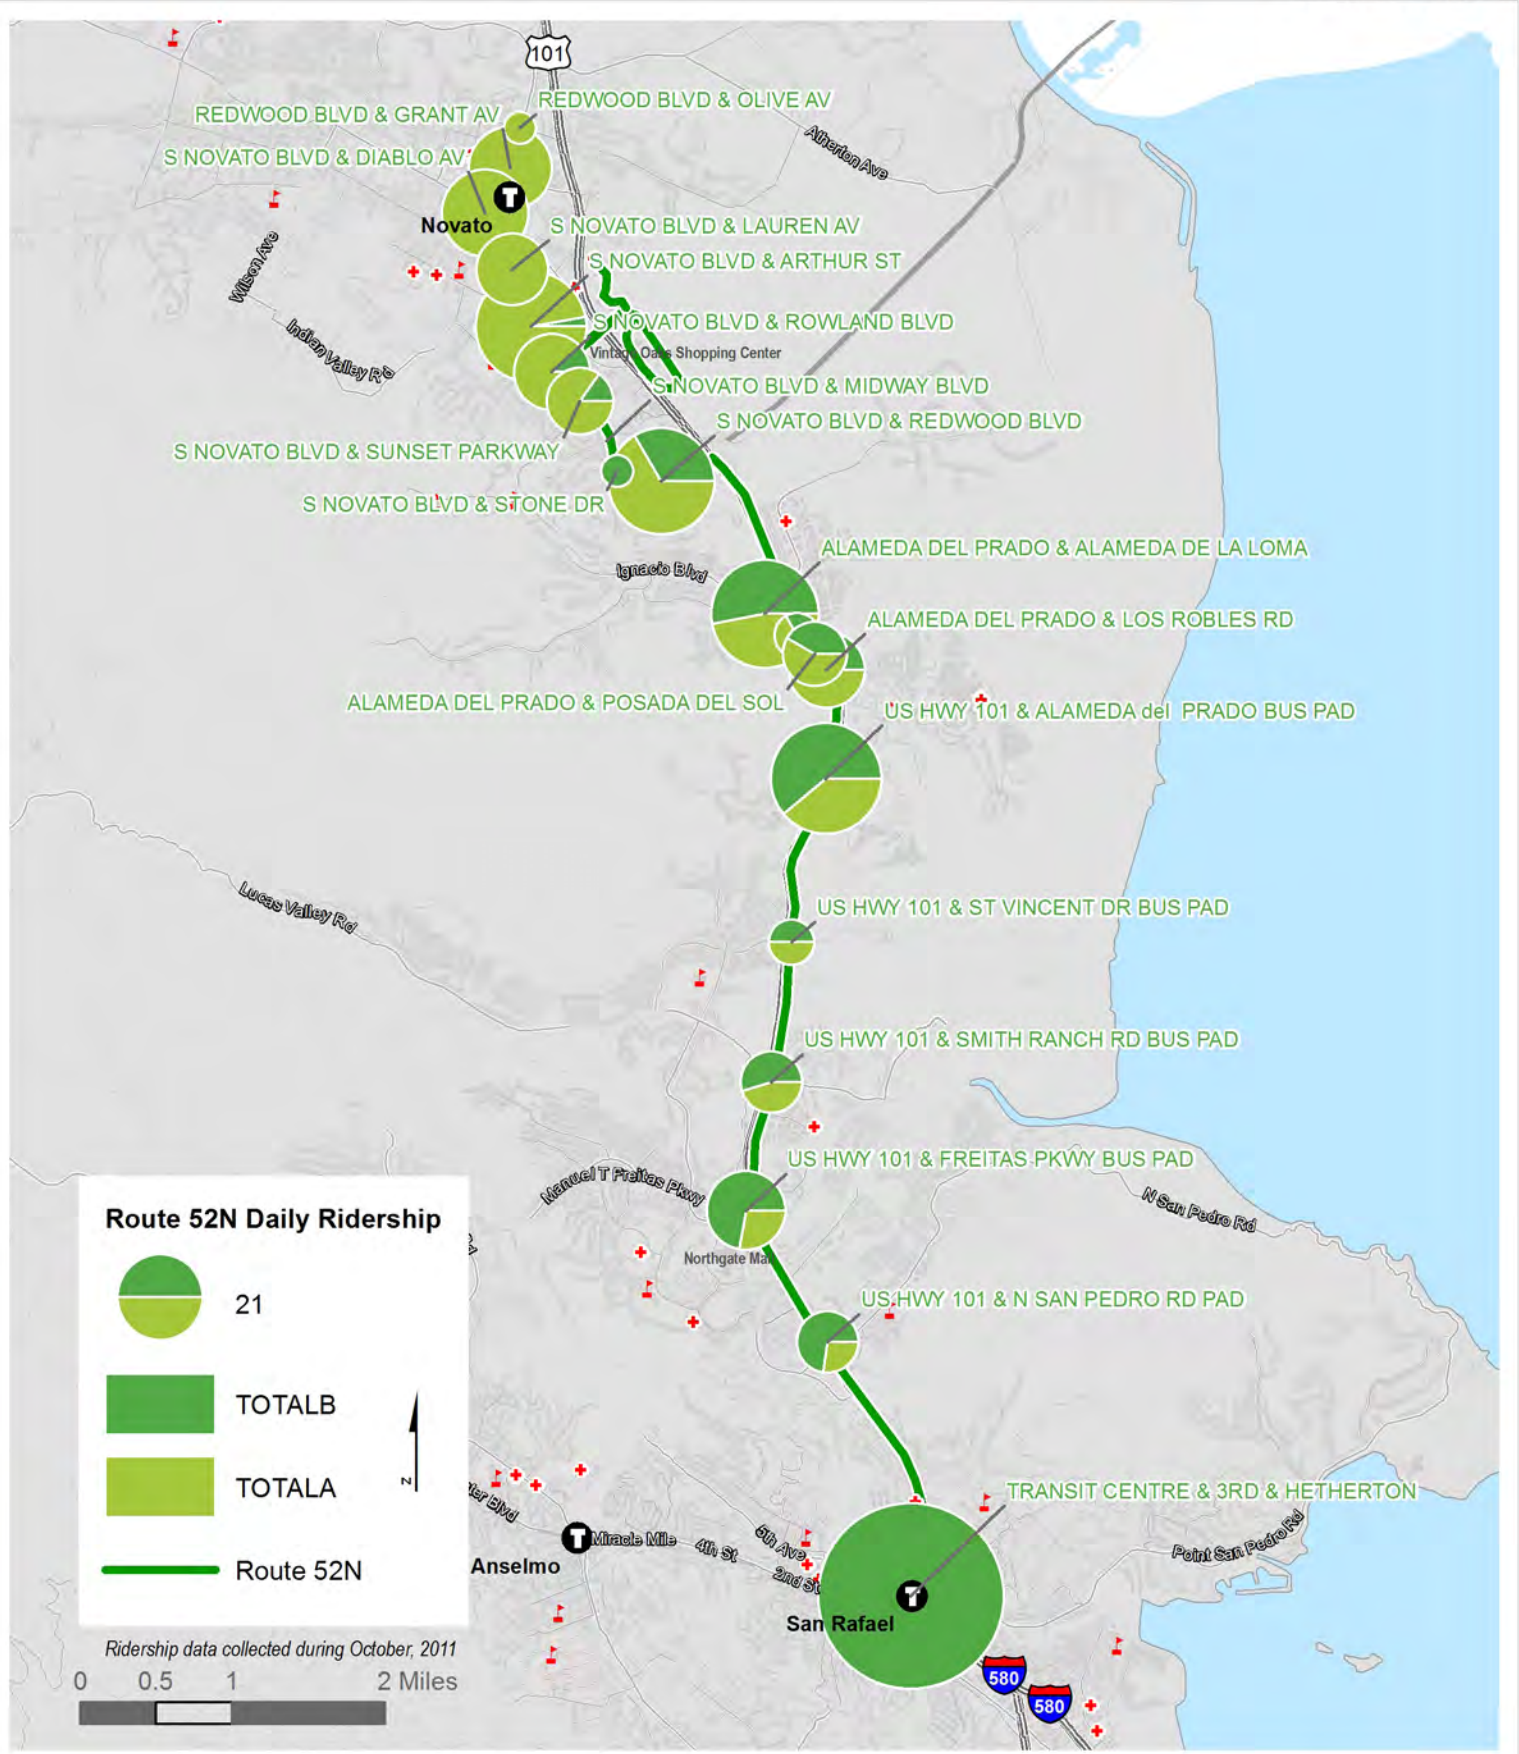 101
REDWOOD BLVD & OLIVE AV
REDWOOD BLVD & GRANT AV
S NOVATO BLVD & DIABLO AV
Atherton Ave
Novato
S NOVATO BLVD & LAUREN AV
Wilson Ave
S NOVATO BLVD & ARTHUR ST
Indian Valley Rd
S NOVATO BLVD & ROWLAND BLVD
Vintage Oaks Shopping Center
S NOVATO BLVD & MIDWAY BLVD
S NOVATO BLVD & REDWOOD BLVD
S NOVATO BLVD & SUNSET PARKWAY
S NOVATO BLVD & STONE DR
ALAMEDA DEL PRADO & ALAMEDA DE LA LOMA
Ignacio Blvd
ALAMEDA DEL PRADO & LOS ROBLES RD
ALAMEDA DEL PRADO & POSADA DEL SOL
US HWY 101 & ALAMEDA del PRADO BUS PAD
Lucas Valley Rd
US HWY 101 & ST VINCENT DR BUS PAD
US HWY 101 & SMITH RANCH RD BUS PAD
US HWY 101 & FREITAS PKWY BUS PAD
Manuel T Freitas Pkwy
N San Pedro Rd
Northgate Mall
US HWY 101 & N SAN PEDRO RD PAD
TRANSIT CENTRE & 3RD & HETHERTON
Point San Pedro Rd
Blvd
T
Miracle Mile
4th St
5th Ave
2nd St
Anselmo
T
San Rafael
T
580
580
Route 52N Daily Ridership
21
TOTALB
TOTALA
N
Route 52N
Ridership data collected during October, 2011
0 0.5 1 2 Miles